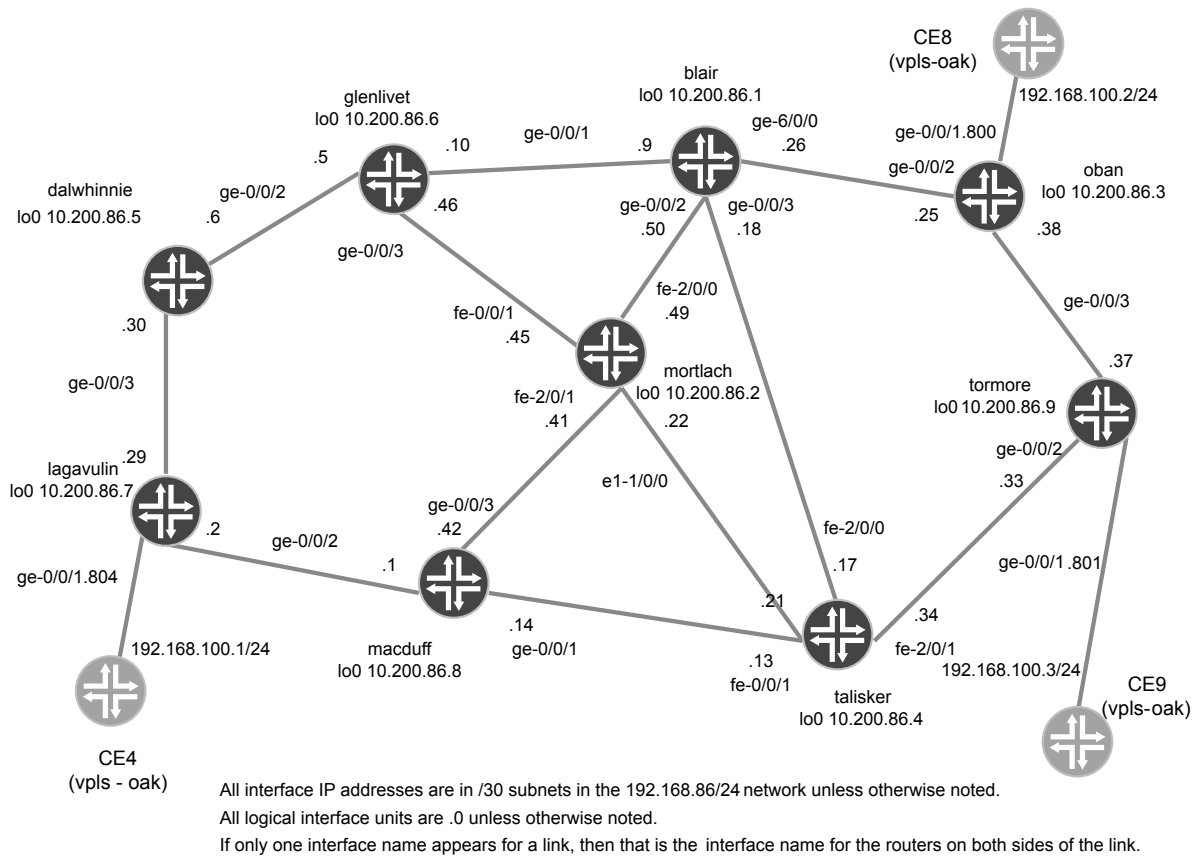 CE8
(vpls-oak)
192.168.100.2/24
blair
lo0 10.200.86.1
glenlivet
lo0 10.200.86.6
ge-0/0/1
ge-6/0/0
.26
ge-0/0/1.800
ge-0/0/2
.10
.9
.5
oban
lo0 10.200.86.3
dalwhinnie
lo0 10.200.86.5
ge-0/0/2
.6
.46
ge-0/0/2
.50
ge-0/0/3
.18
.25
.38
ge-0/0/3
fe-2/0/0
.49
ge-0/0/3
fe-0/0/1
.45
.30
ge-0/0/3
mortlach
lo0 10.200.86.2
.37
tormore
lo0 10.200.86.9
fe-2/0/1
.41
.22
ge-0/0/2
.33
.29
lagavulin
lo0 10.200.86.7
e1-1/0/0
ge-0/0/3
.42
fe-2/0/0
.17
.2
ge-0/0/2
.1
ge-0/0/1.801
ge-0/0/1.804
.21
.14
ge-0/0/1
.34
fe-2/0/1
192.168.100.1/24
macduff
lo0 10.200.86.8
.13
fe-0/0/1
192.168.100.3/24
talisker
lo0 10.200.86.4
CE9
(vpls-oak)
CE4
(vpls - oak)
All interface IP addresses are in /30 subnets in the 192.168.86/24 network unless otherwise noted.
All logical interface units are .0 unless otherwise noted.
If only one interface name appears for a link, then that is the interface name for the routers on both sides of the link.